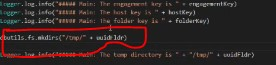 Logger.log.info("##### Main: The engagement key is " + engagementKey)
Logger.log.info("##### Main: The host key is " + hostKey)
Logger.log.info("##### Main: The folder key is " + folderKey)
dbutils.fs.mkdirs("/tmp/" + uuidFldr)
Logger.log.info("##### Main: The temp directory is " + "/tmp/" + uuidFldr)